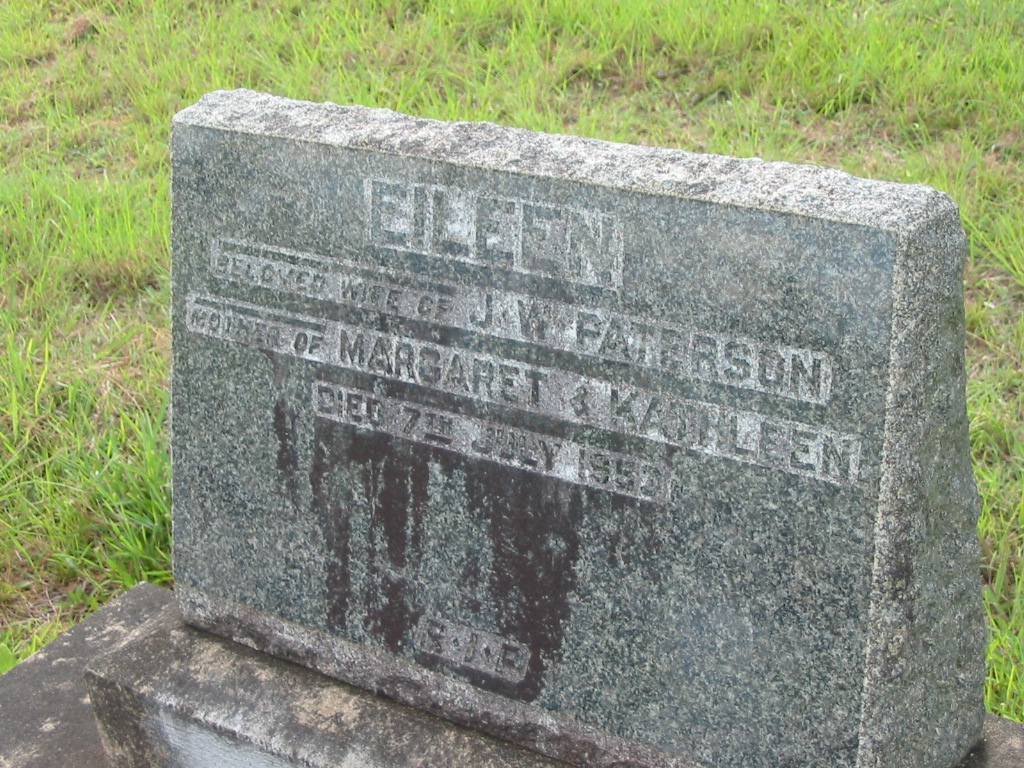 EILEEN
BELOVED WIFE OF J. W. PATERSON
MOTHER OF MARGARET & KATHLEEN
DIED 7TH JULY
R.I.P.